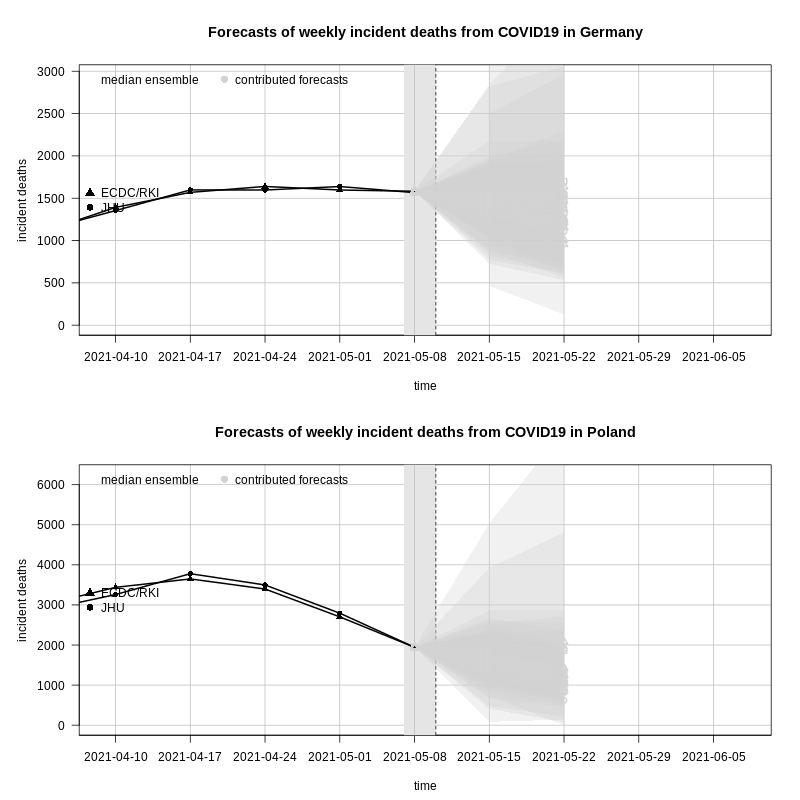 Forecasts of weekly incident deaths from COVID19 in Germany
median ensemble contributed forecasts
3000
2500
2000
1500
1000
500
0
incident deaths
ECDC/RKI
JHU
2021-04-10 2021-04-17 2021-04-24 2021-05-01 2021-05-08 2021-05-15 2021-05-22 2021-05-29 2021-06-05
time
Forecasts of weekly incident deaths from COVID19 in Poland
median ensemble contributed forecasts
6000
5000
4000
3000
2000
1000
0
incident deaths
ECDC/RKI
JHU
2021-04-10 2021-04-17 2021-04-24 2021-05-01 2021-05-08 2021-05-15 2021-05-22 2021-05-29 2021-06-05
time